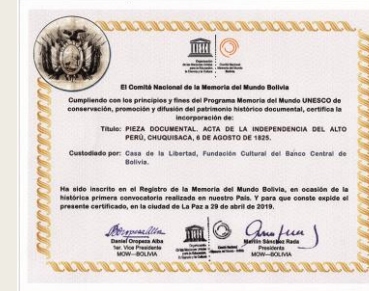 El Comité Nacional de la Memoria del Mundo Bolivia
Cumpliendo con los principios y fines del Programa Memoria del Mundo UNESCO de
conservación, promoción y difusión del patrimonio histórico documental, certifica la
incorporación de:
Título: PIEZA DOCUMENTAL. ACTA DE LA INDEPENDENCIA DEL ALTO
PERÚ, CHUQUISACA, 6 DE AGOSTO DE 1825.
Custodiado por: Casa de la Libertad, Fundación Cultural del Banco Central de
Bolivia.
Ha sido inscrito en el Registro de la Memoria del Mundo Bolivia, en ocasión de la
histórica primera convocatoria realizada en nuestro País. Y para que conste expide el
presente certificado, en la ciudad de La Paz a 29 de abril de 2019.
Daniel Oropeza Alba
1er. Vice Presidente
MOW—BOLIVIA
Sánchez Rada
Presidente
MOW—BOLIVIA